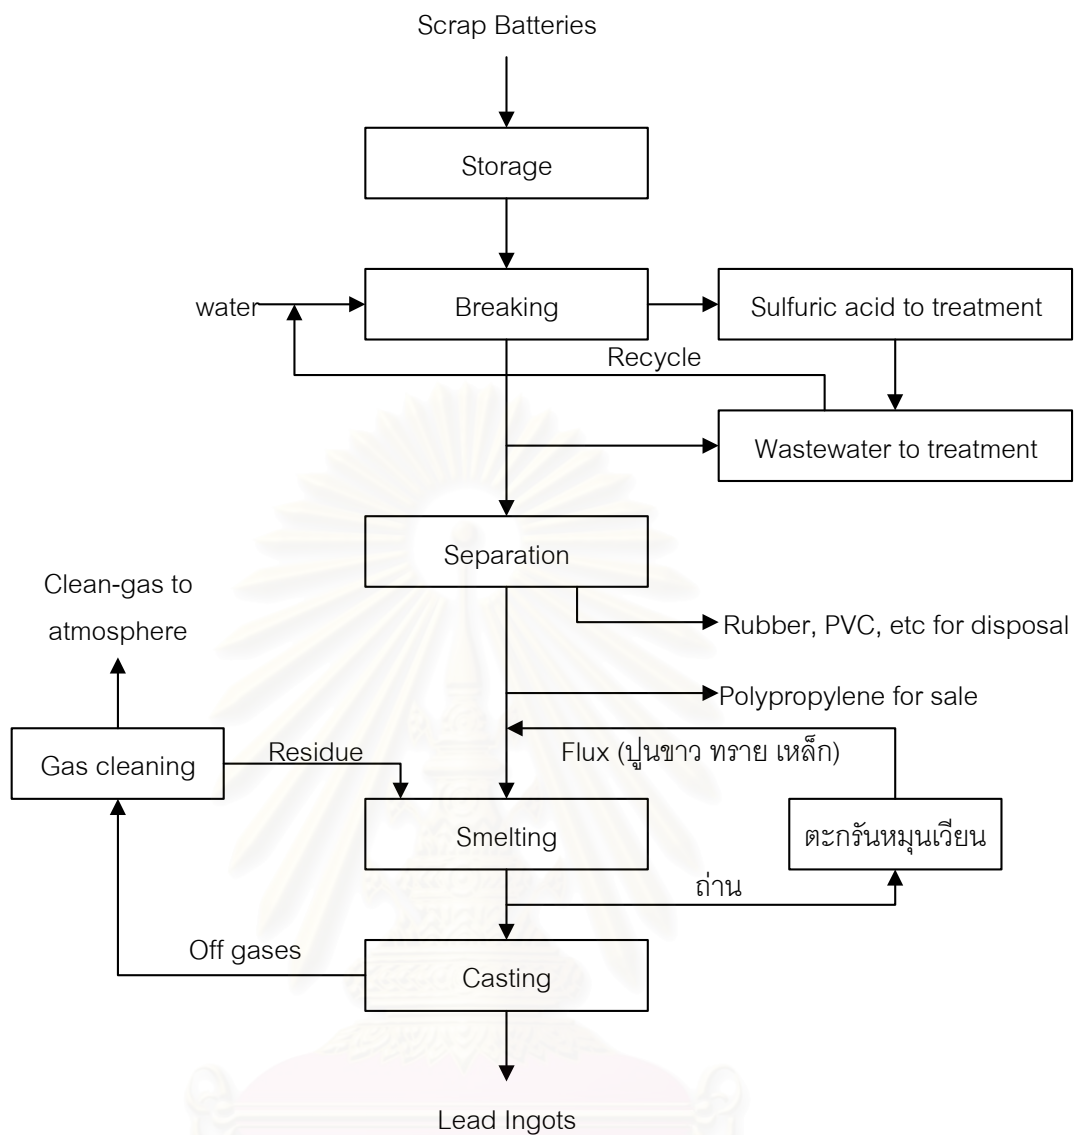 Scrap Batteries
Storage
water
Breaking
Sulfuric acid to treatment
Recycle
Wastewater to treatment
Separation
Clean-gas to
atmosphere
Rubber, PVC, etc for disposal
Polypropylene for sale
Gas cleaning
Residue
Flux (ปูนขาว ทราย เหล็ก)
Smelting
ตะกรันหมุนเวียน
ถ่าน
Off gases
Casting
Lead Ingots